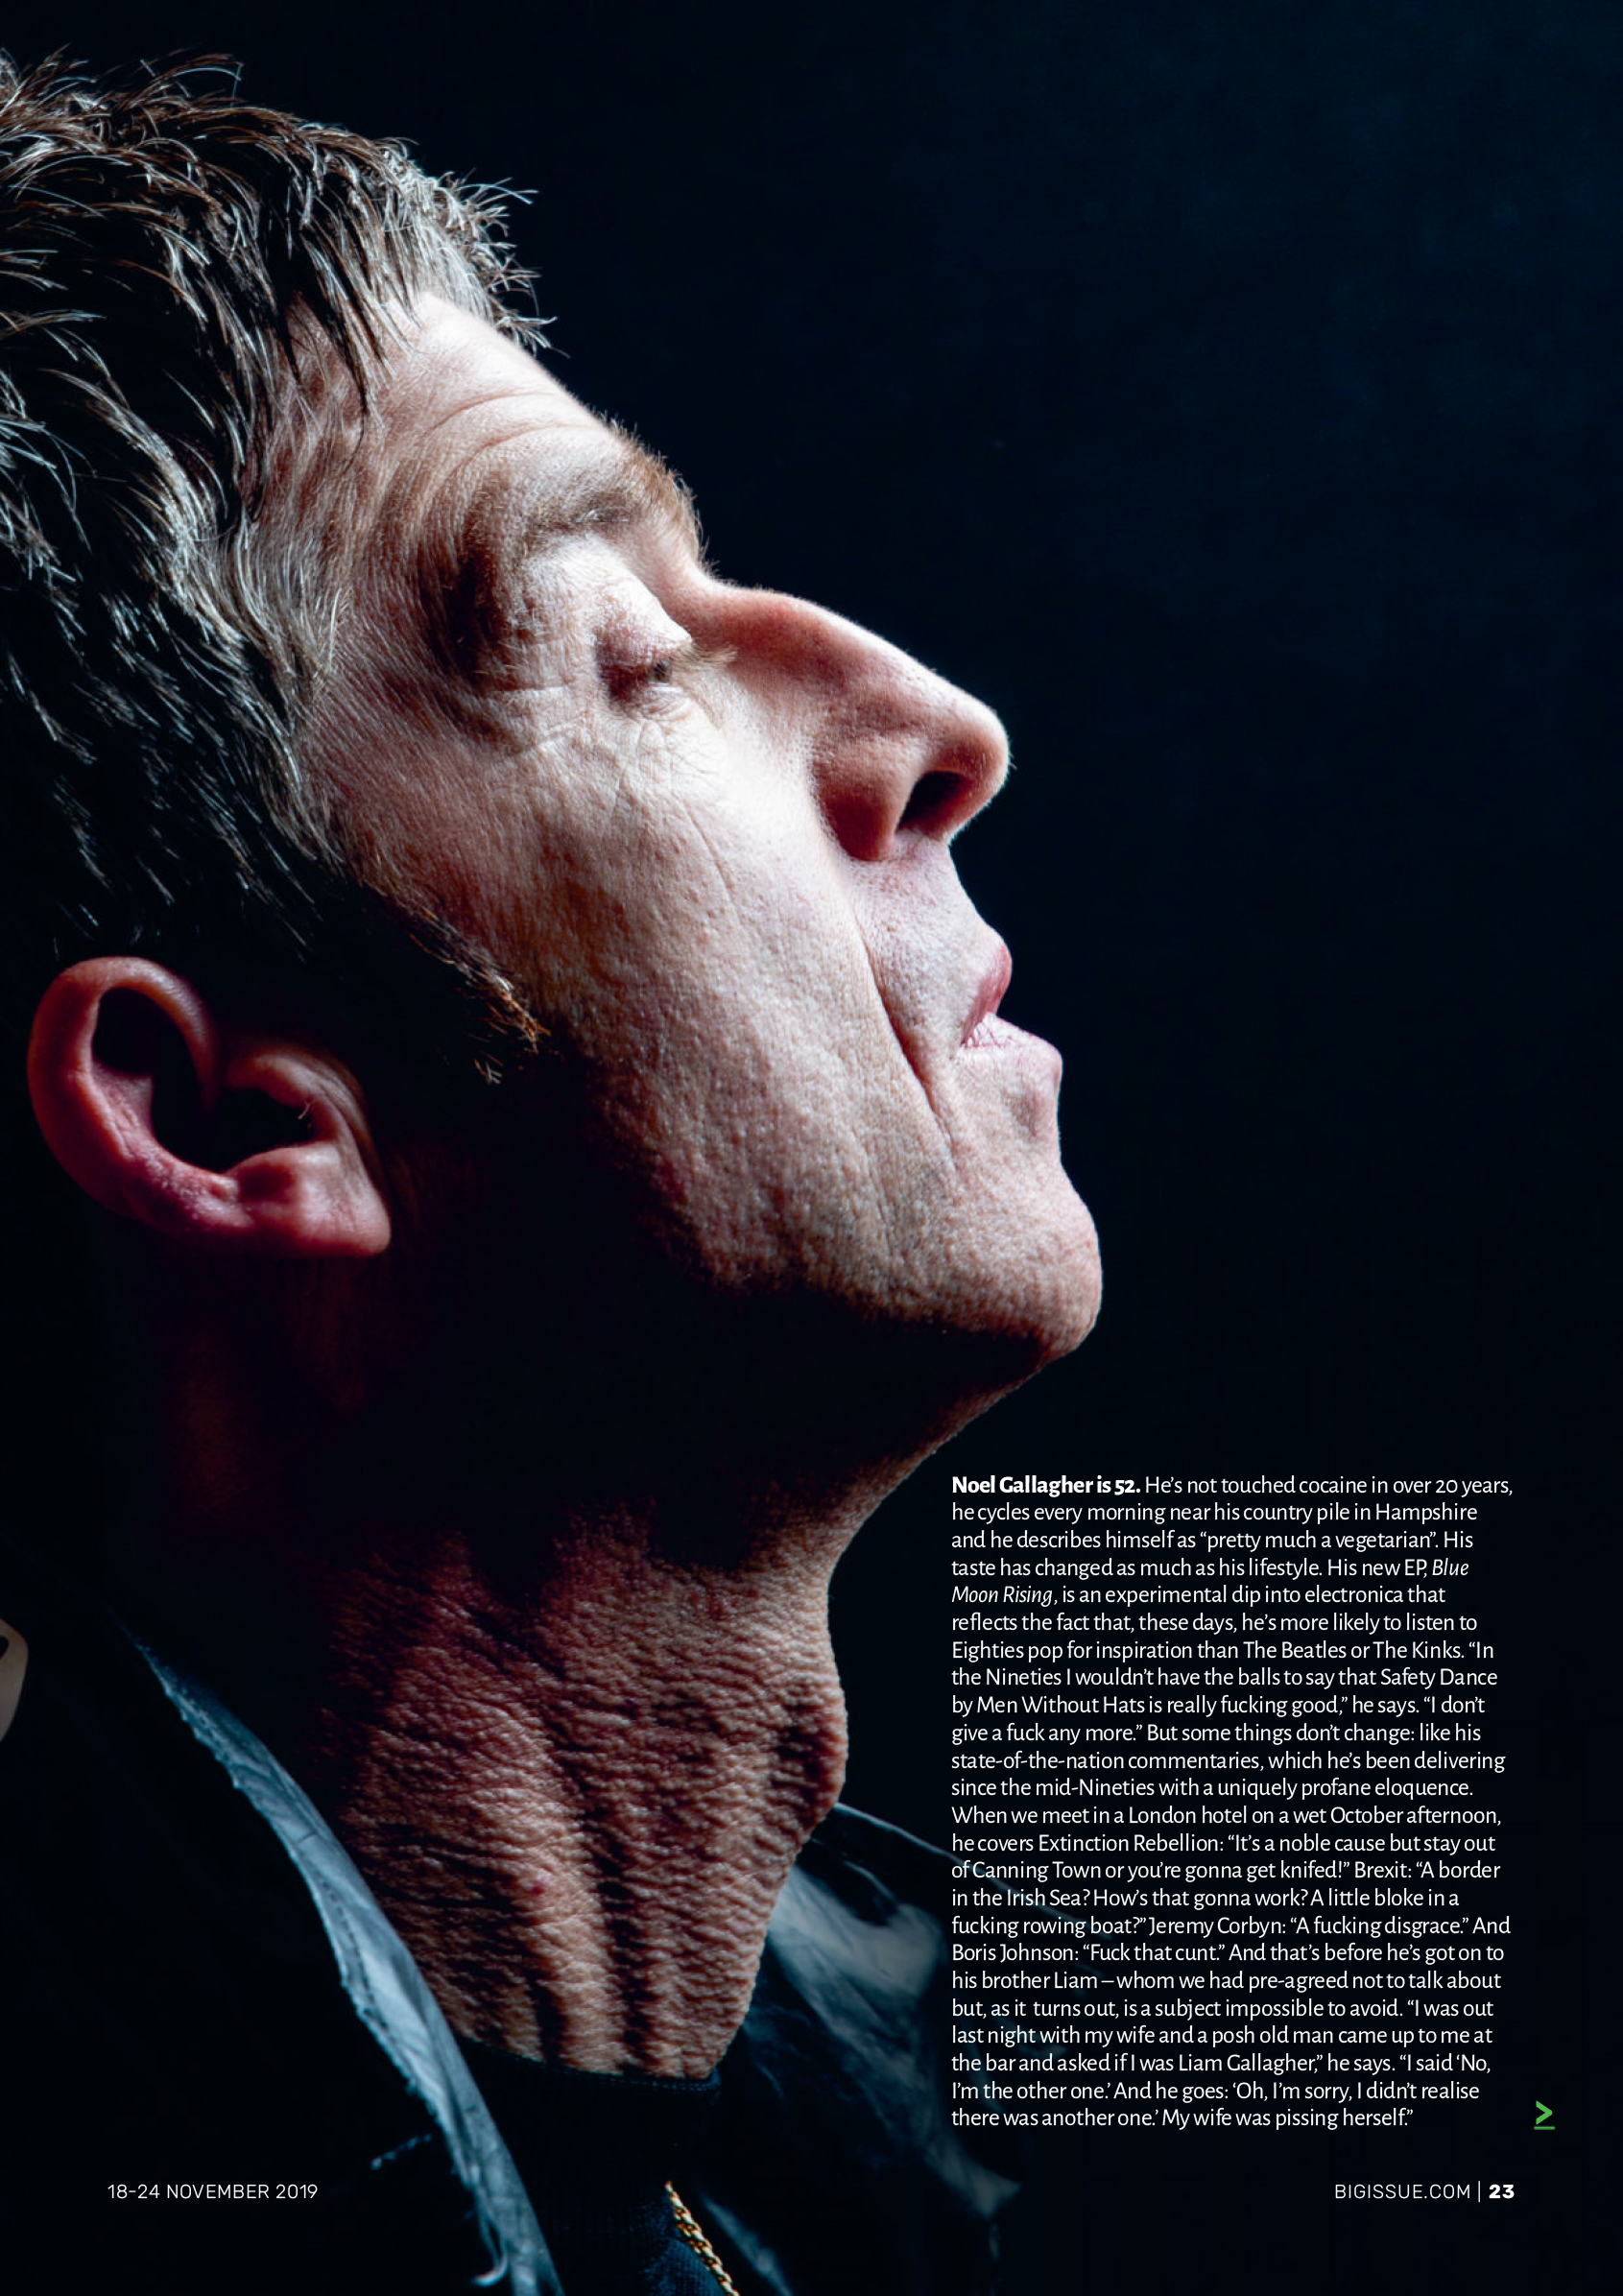 Noel Gallagher is 52. He's not touched cocaine in over 20 years,
he cycles every morning near his country pile in Hampshire
and he describes himself as “pretty much a vegetarian”. His
taste has changed as much as his lifestyle. His new EP, Blue
Moon Rising, is an experimental dip into electronica that
reflects the fact that, these days, he’s more likely to listen to
Eighties pop for inspiration than The Beatles or The Kinks. “In
the Nineties I wouldn’t have the balls to say that Safety Dance
by Men Without Hats is really fucking good,” he says. “I don’t
give a fuck any more.” But some things don’t change: like his
state-of-the-nation commentaries, which he’s been delivering
since the mid-Nineties with a uniquely profane eloquence.
When we meet in a London hotel on a wet October afternoon,
he covers Extinction Rebellion: “It’s a noble cause but stay out
of Canning Town or you’re gonna get knifed!” Brexit: “A border
in the Irish Sea? How’s that gonna work? A little bloke in a
fucking rowing boat?” Jeremy Corbyn: “A fucking disgrace.” And
Boris Johnson: “Fuck that cunt.” And that’s before he’s got on to
his brother Liam – whom we had pre-agreed not to talk about
but, as it turns out, is a subject impossible to avoid. “I was out
last night with my wife and a posh old man came up to me at
the bar and asked if I was Liam Gallagher,” he says. “I said ‘No,
I’m the other one.’ And he goes: ‘Oh, I’m sorry, I didn’t realise
there was another one.’ My wife was pissing herself.”
>
18-24 NOVEMBER 2019
BIGISSUE.COM | 23